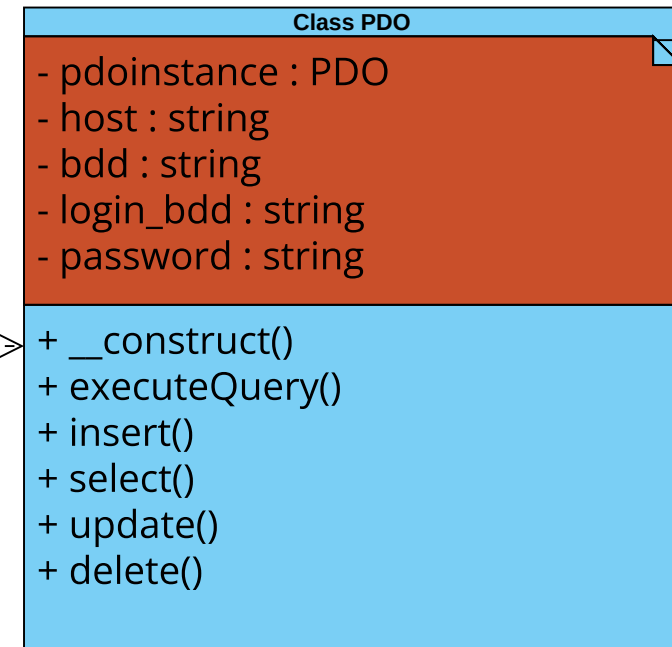 Class PDO
- pdoinstance : PDO
- host : string
- bdd : string
- login_bdd : string
- password : string
+ __construct()
+ executeQuery()
+ insert()
+ select()
+ update()
+ delete()